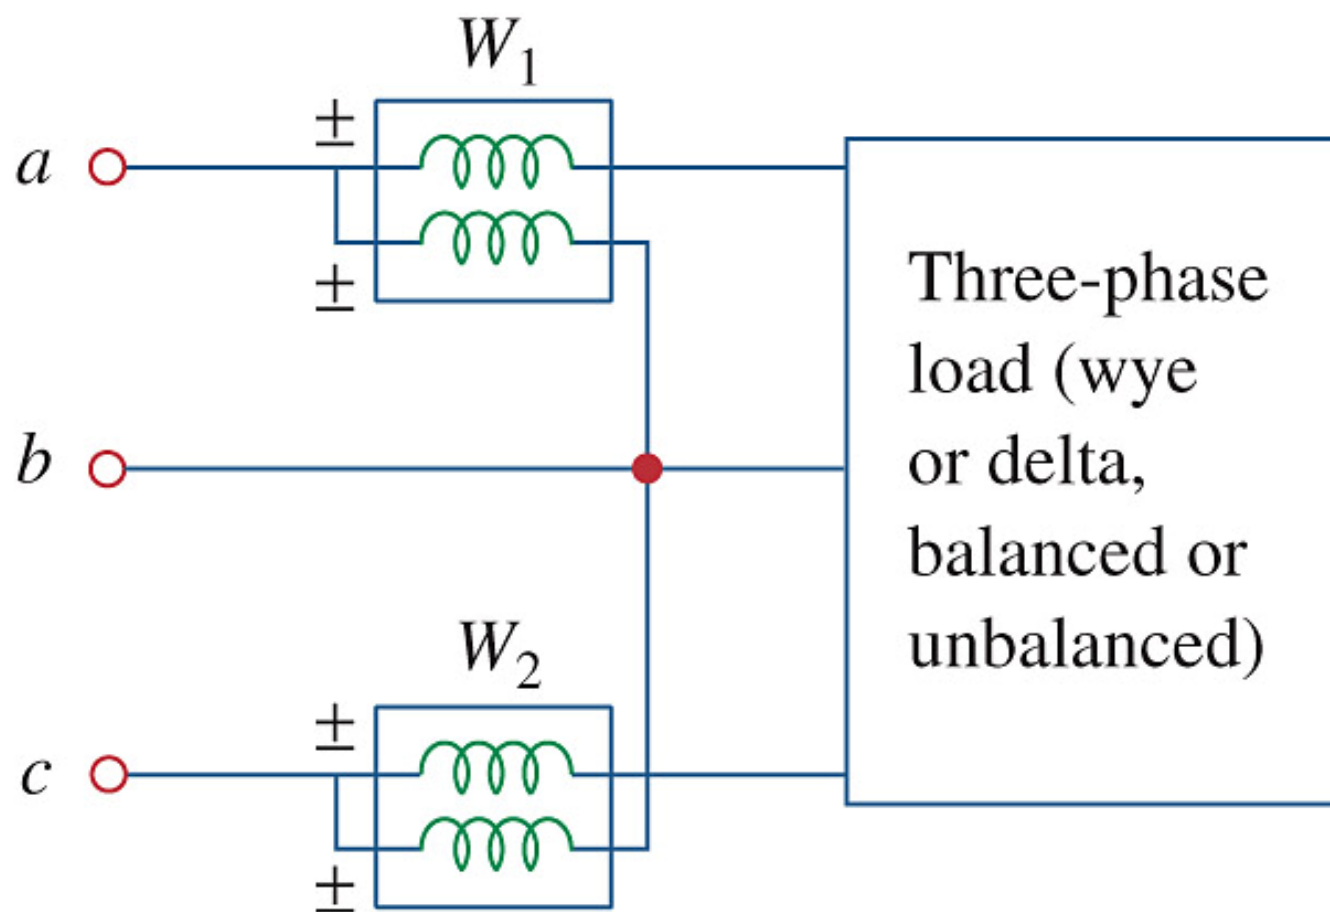 W₁
±
a
±
b
W₂
±
c
±
Three-phase
load (wye
or delta,
balanced or
unbalanced)